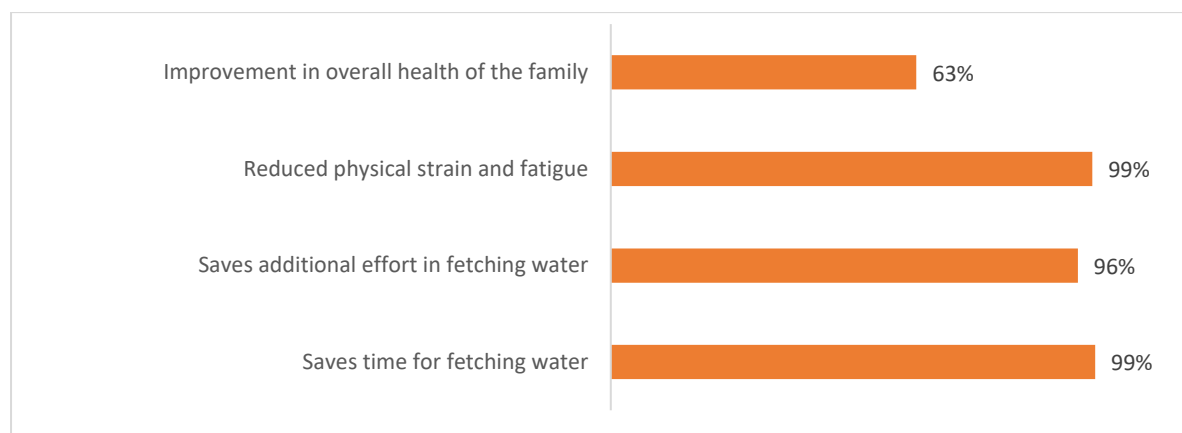 Improvement in overall health of the family 63%
Reduced physical strain and fatigue 99%
Saves additional effort in fetching water 96%
Saves time for fetching water 99%